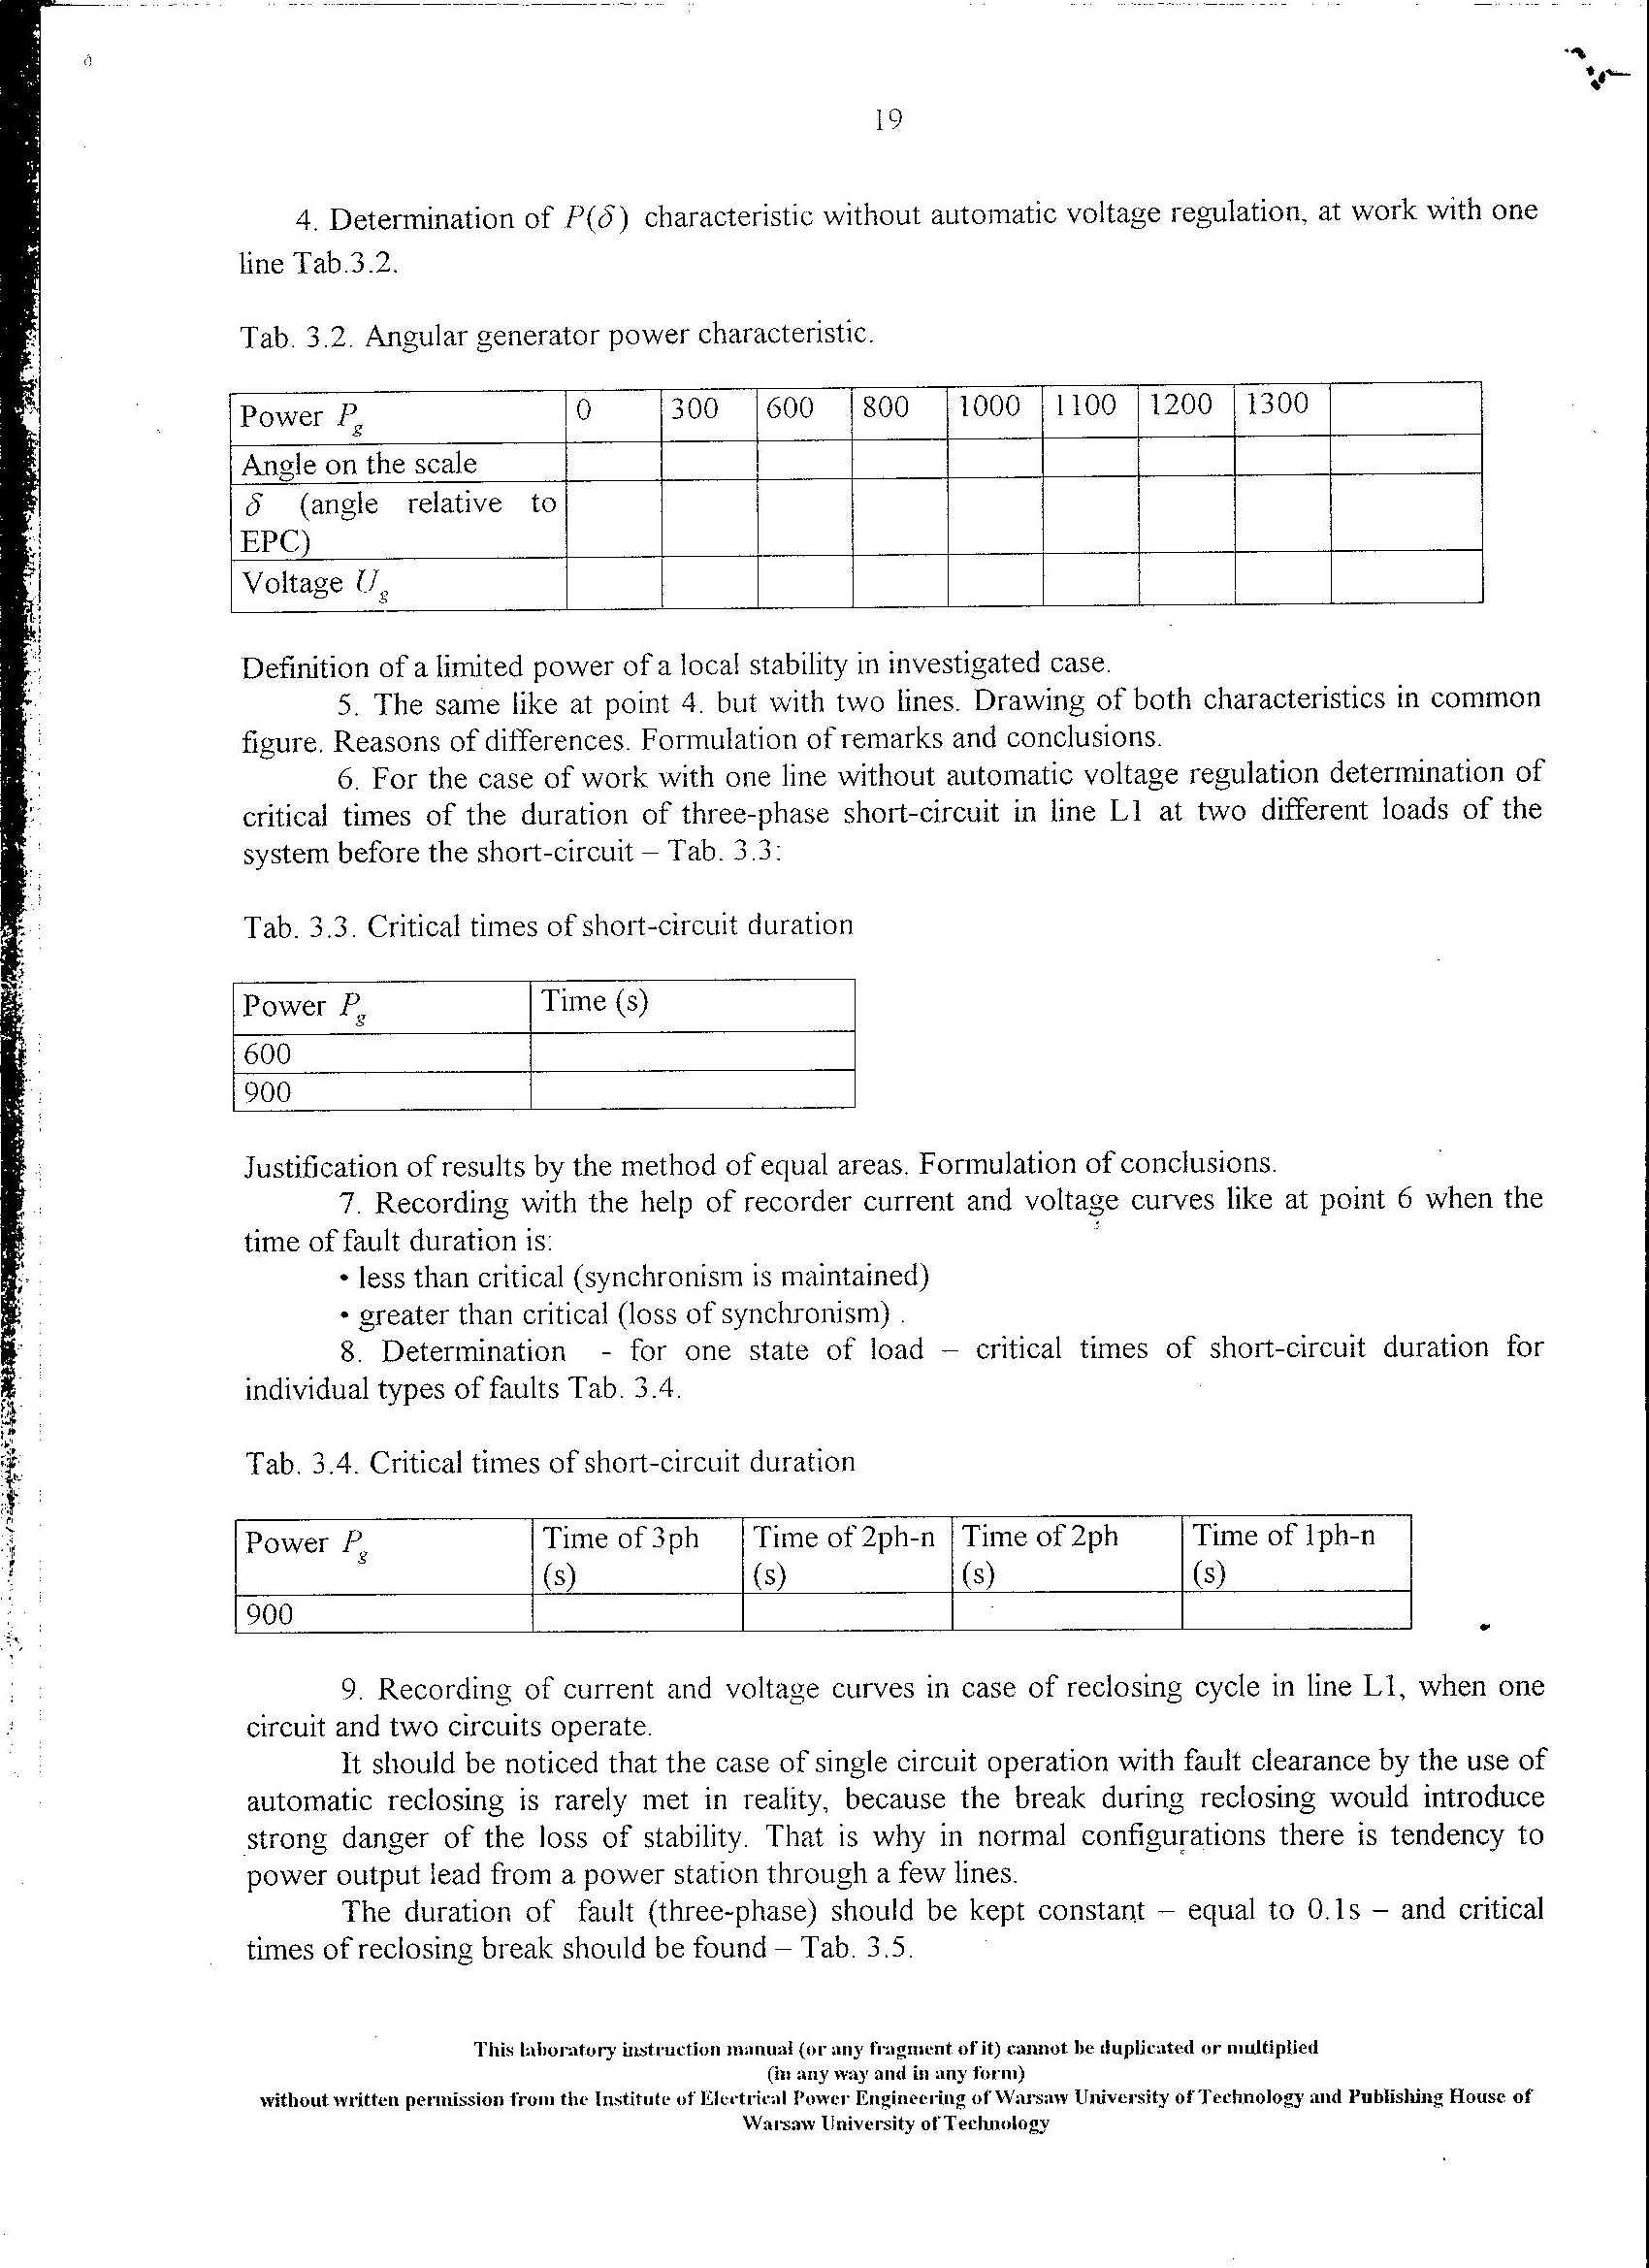 19
4. Determination of P(δ) characteristic without automatic voltage regulation, at work with one
line Tab.3.2.
Tab. 3.2. Angular generator power characteristic.
Power Pg 0 300 600 800 1000 1100 1200 1300
Angle on the scale
δ (angle relative to
EPC)
Voltage Ug
Definition of a limited power of a local stability in investigated case.
5. The same like at point 4. but with two lines. Drawing of both characteristics in common
figure. Reasons of differences. Formulation of remarks and conclusions.
6. For the case of work with one line without automatic voltage regulation determination of
critical times of the duration of three-phase short-circuit in line L1 at two different loads of the
system before the short-circuit – Tab. 3.3:
Tab. 3.3. Critical times of short-circuit duration
Power Pg Time (s)
600
900
Justification of results by the method of equal areas. Formulation of conclusions.
7. Recording with the help of recorder current and voltage curves like at point 6 when the
time of fault duration is:
• less than critical (synchronism is maintained)
• greater than critical (loss of synchronism) .
8. Determination - for one state of load – critical times of short-circuit duration for
individual types of faults Tab. 3.4.
Tab. 3.4. Critical times of short-circuit duration
Power Pg Time of 3ph Time of 2ph-n Time of 2ph Time of 1ph-n
(s) (s) (s) (s)
900
9. Recording of current and voltage curves in case of reclosing cycle in line L1, when one
circuit and two circuits operate.
It should be noticed that the case of single circuit operation with fault clearance by the use of
automatic reclosing is rarely met in reality, because the break during reclosing would introduce
strong danger of the loss of stability. That is why in normal configurations there is tendency to
power output lead from a power station through a few lines.
The duration of fault (three-phase) should be kept constant – equal to 0.1s – and critical
times of reclosing break should be found – Tab. 3.5.
This laboratory instruction manual (or any fragment of it) cannot be duplicated or multiplied
(in any way and in any form)
without written permission from the Institute of Electrical Power Engineering of Warsaw University of Technology and Publishing House of
Warsaw University of Technology